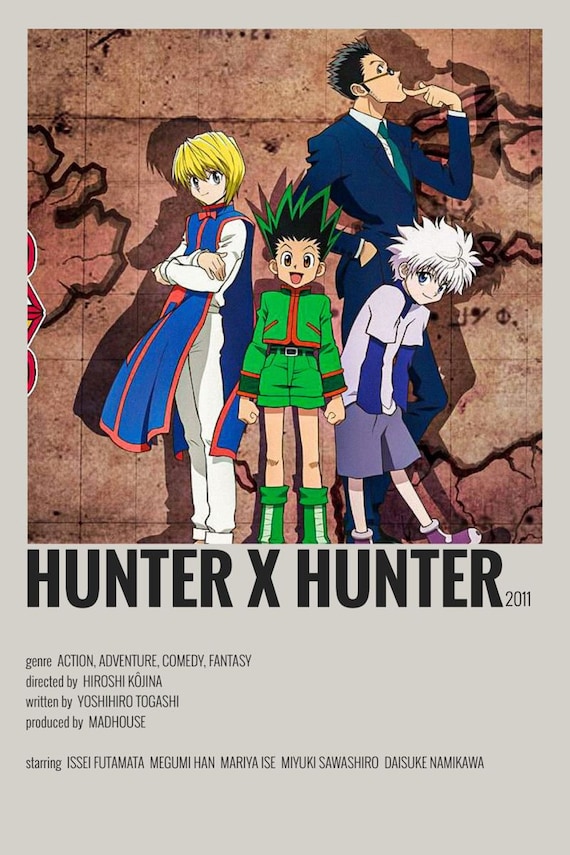 HUNTER X HUNTER 2011
genre ACTION, ADVENTURE, COMEDY, FANTASY
directed by HIROSHI KÔJINA
written by YOSHIHIRO TOGASHI
produced by MADHOUSE
starring ISSEI FUTAMATA MEGUMI HAN MARIYA ISE MIYUKI SAWASHIRO DAISUKE NAMIKAWA